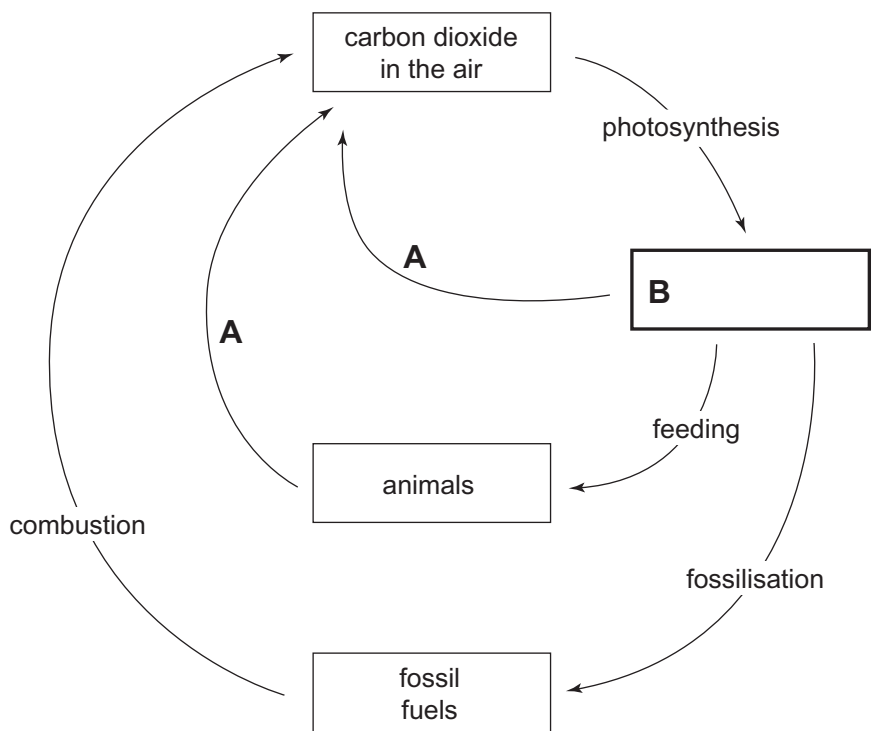 carbon dioxide
in the air
photosynthesis
A
B
A
feeding
animals
combustion
fossilisation
fossil
fuels